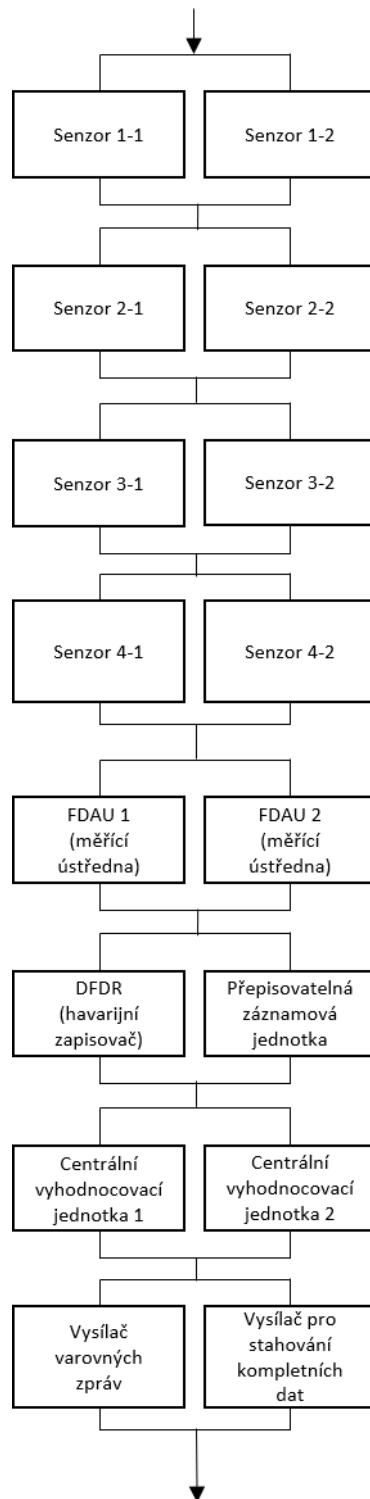 Senzor 1-1
Senzor 1-2
Senzor 2-1
Senzor 2-2
Senzor 3-1
Senzor 3-2
Senzor 4-1
Senzor 4-2
FDAU 1
(měřící
ústředna)
FDAU 2
(měřící
ústředna)
DFDR
(havarijní
zapisovač)
Přepisovatelná
záznamová
jednotka
Centrální
vyhodnocovací
jednotka 1
Centrální
vyhodnocovací
jednotka 2
Vysílač
varovných
zpráv
Vysílač pro
stahování
kompletních
dat